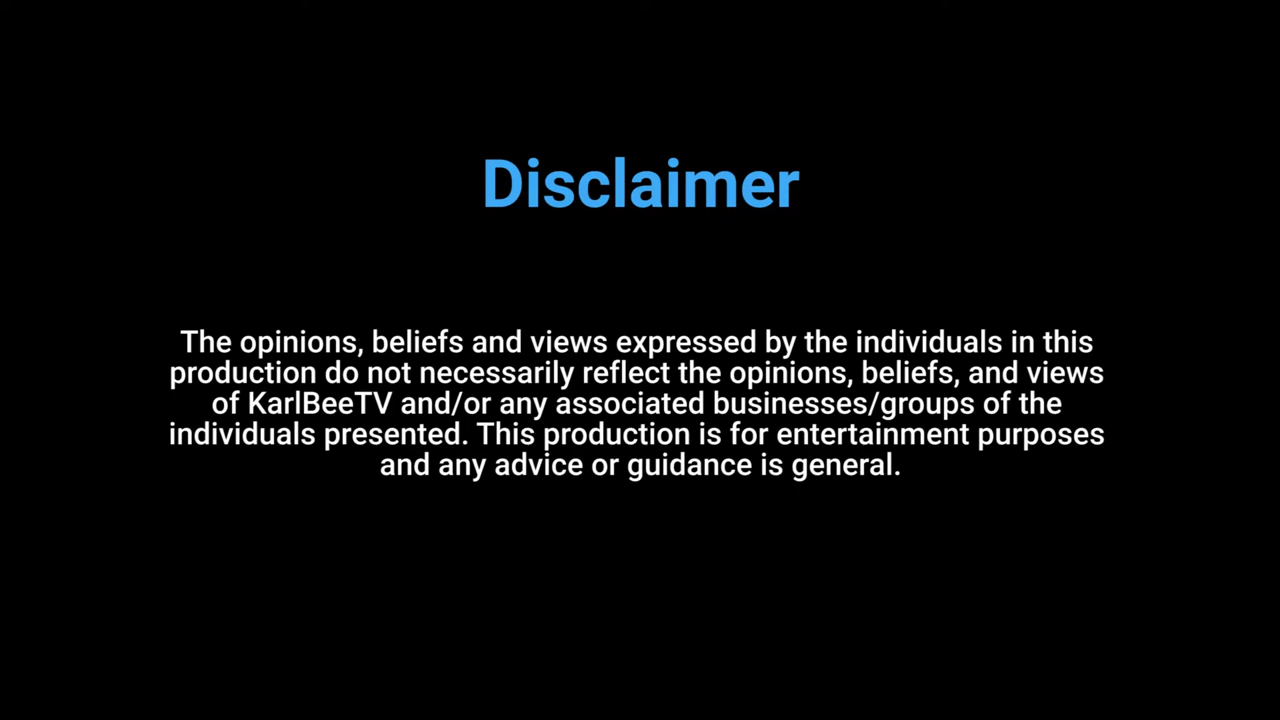 Disclaimer
The opinions, beliefs and views expressed by the individuals in this
production do not necessarily reflect the opinions, beliefs, and views
of KarlBeeTV and/or any associated businesses/groups of the
individuals presented. This production is for entertainment purposes
and any advice or guidance is general.